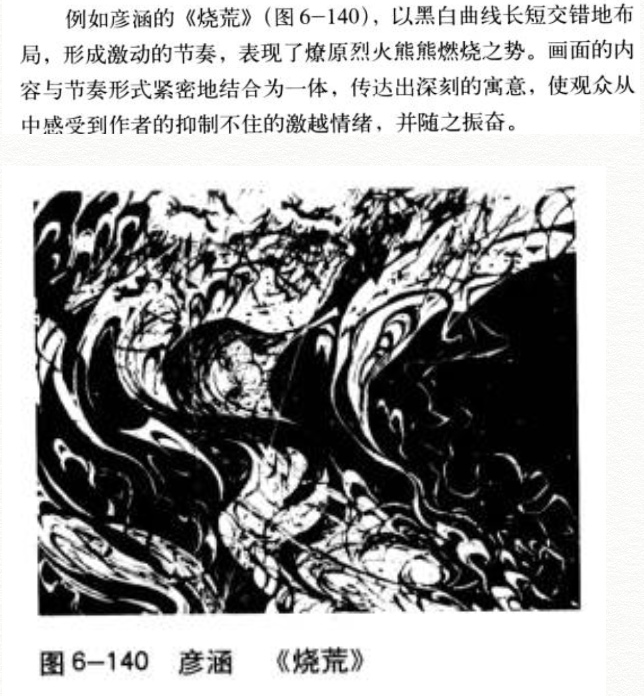 例如彦涵的《烧荒》（图6-140），以黑白曲线长短交错地布
局，形成激动的节奏，表现了燎原烈火熊熊燃烧之势。画面的内
容与节奏形式紧密地结合为一体，传达出深刻的寓意，使观众从
中感受到作者的抑制不住的激越情绪，并随之振奋。
图6-140 彦涵 《烧荒》